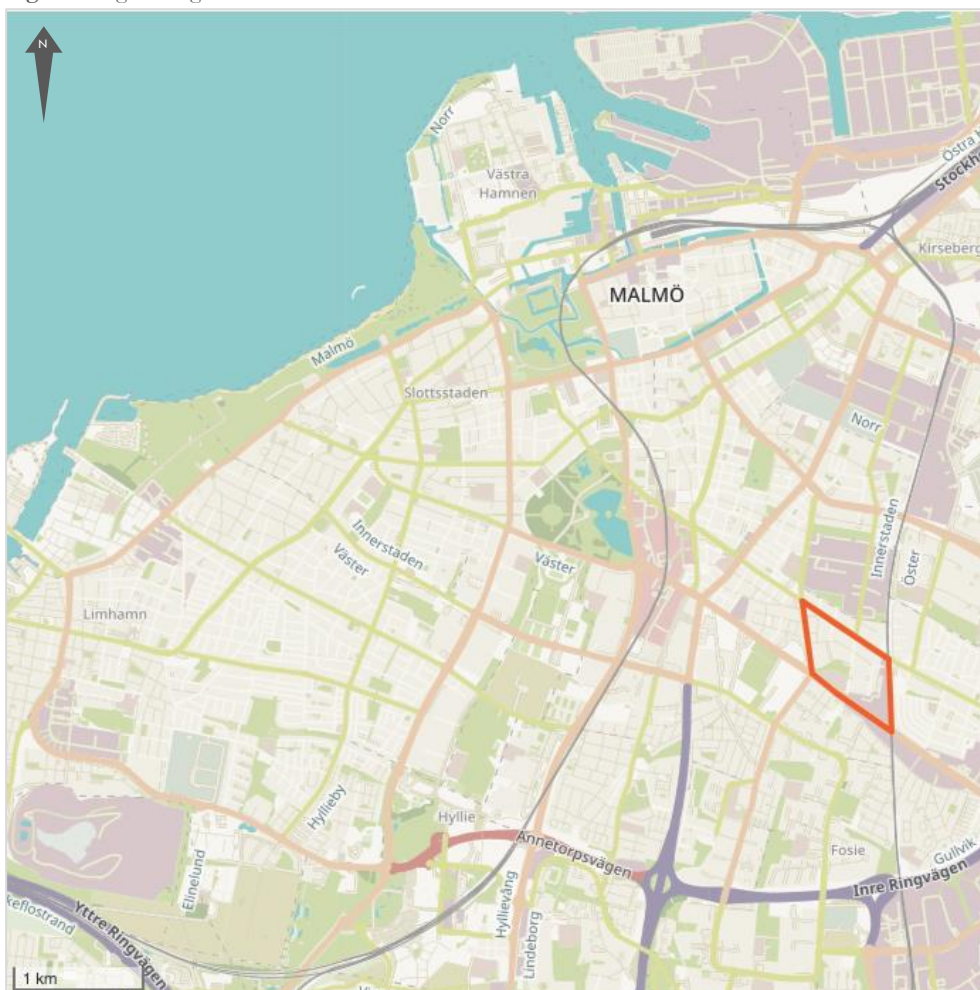 N
Norr
Västra
Hamnen
Östra
Stockh
Kirseberg
MALMÖ
Malmö
Slottsstaden
Norr
Innerstaden
Väster
Väster
Innerstaden
Öster
Limhamn
Hyllieby
Hyllie
Annetorpsvägen
Fosie
Gullvik
Inre Ringvägen
Elinelund
Hyllievång
Lindeborg
keflostrand
Yttre Ringvägen
1 km